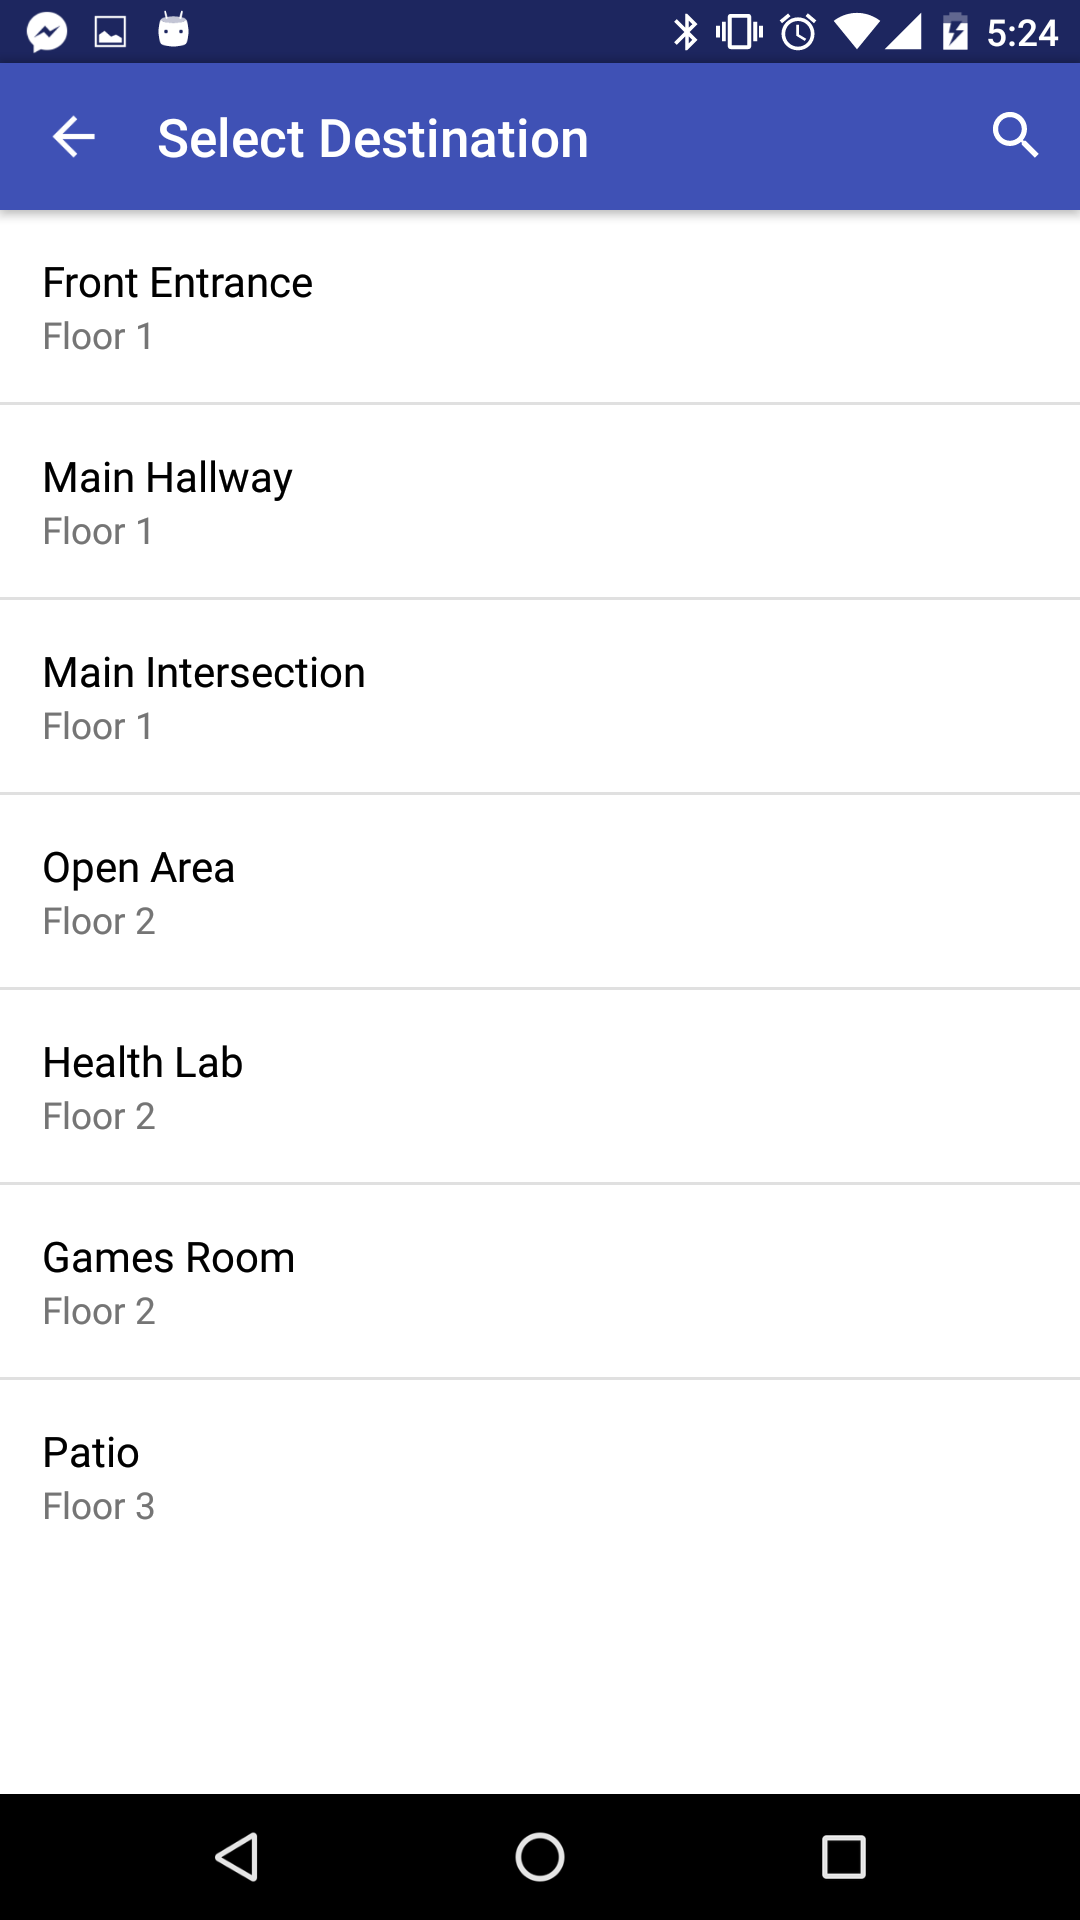 5:24
Select Destination
Front Entrance
Floor 1
Main Hallway
Floor 1
Main Intersection
Floor 1
Open Area
Floor 2
Health Lab
Floor 2
Games Room
Floor 2
Patio
Floor 3